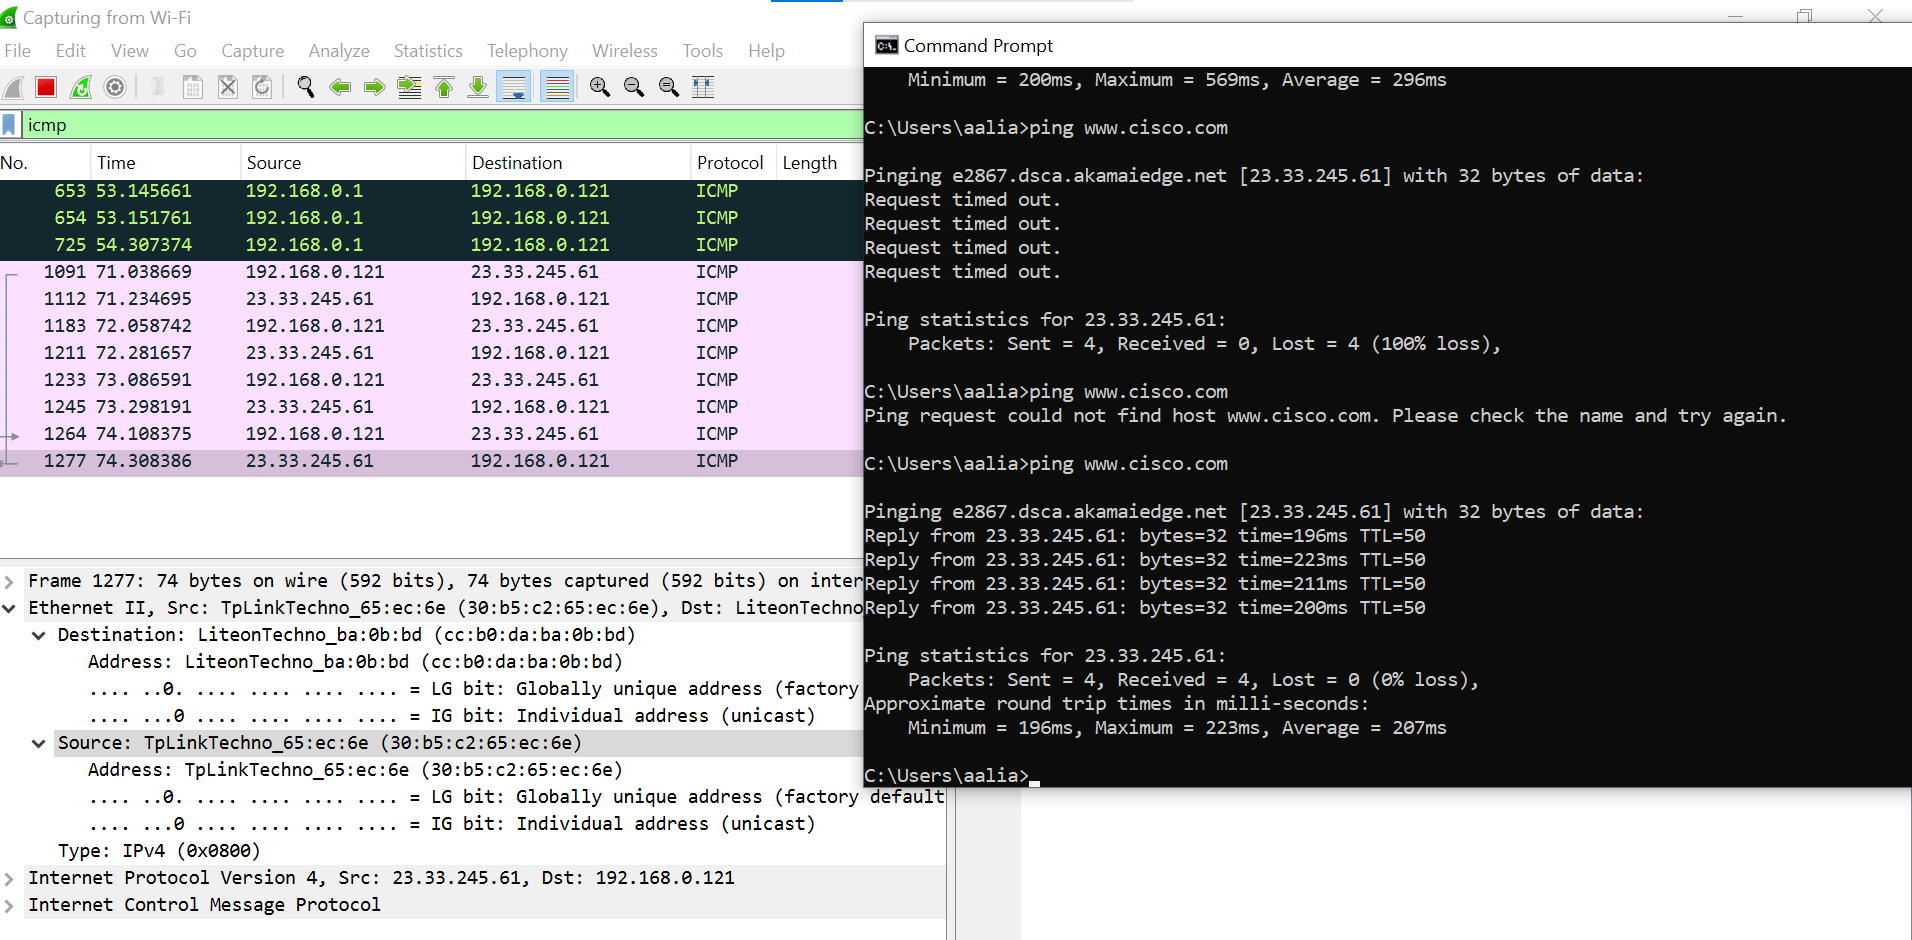 Capturing from Wi-Fi
File Edit View Go Capture Analyze Statistics Telephony Wireless Tools Help
icmp
No. Time Source Destination Protocol Length
653 53.145661 192.168.0.1 192.168.0.121 ICMP
654 53.151761 192.168.0.1 192.168.0.121 ICMP
725 54.307374 192.168.0.1 192.168.0.121 ICMP
1091 71.038669 192.168.0.121 23.33.245.61 ICMP
1112 71.234695 23.33.245.61 192.168.0.121 ICMP
1183 72.058742 192.168.0.121 23.33.245.61 ICMP
1211 72.281657 23.33.245.61 192.168.0.121 ICMP
1233 73.086591 192.168.0.121 23.33.245.61 ICMP
1245 73.298191 23.33.245.61 192.168.0.121 ICMP
1264 74.108375 192.168.0.121 23.33.245.61 ICMP
1277 74.308386 23.33.245.61 192.168.0.121 ICMP
Frame 1277: 74 bytes on wire (592 bits), 74 bytes captured (592 bits) on inter
Ethernet II, Src: TpLinkTechno_65:ec:6e (30:b5:c2:65:ec:6e), Dst: LiteonTechno
Destination: LiteonTechno_ba:0b:bd (cc:b0:da:ba:0b:bd)
Address: LiteonTechno_ba:0b:bd (cc:b0:da:ba:0b:bd)
.... ..0. .... .... .... .... = LG bit: Globally unique address (factory
.... ...0 .... .... .... .... = IG bit: Individual address (unicast)
Source: TpLinkTechno_65:ec:6e (30:b5:c2:65:ec:6e)
Address: TpLinkTechno_65:ec:6e (30:b5:c2:65:ec:6e)
.... ..0. .... .... .... .... = LG bit: Globally unique address (factory default
.... ...0 .... .... .... .... = IG bit: Individual address (unicast)
Type: IPv4 (0x0800)
Internet Protocol Version 4, Src: 23.33.245.61, Dst: 192.168.0.121
Internet Control Message Protocol
C:\. Command Prompt
Minimum = 200ms, Maximum = 569ms, Average = 296ms
C:\Users\aalia>ping www.cisco.com
Pinging e2867.dsca.akamaiedge.net [23.33.245.61] with 32 bytes of data:
Request timed out.
Request timed out.
Request timed out.
Request timed out.
Ping statistics for 23.33.245.61:
Packets: Sent = 4, Received = 0, Lost = 4 (100% loss),
C:\Users\aalia>ping www.cisco.com
Ping request could not find host www.cisco.com. Please check the name and try again.
C:\Users\aalia>ping www.cisco.com
Pinging e2867.dsca.akamaiedge.net [23.33.245.61] with 32 bytes of data:
Reply from 23.33.245.61: bytes=32 time=196ms TTL=50
Reply from 23.33.245.61: bytes=32 time=223ms TTL=50
Reply from 23.33.245.61: bytes=32 time=211ms TTL=50
Reply from 23.33.245.61: bytes=32 time=200ms TTL=50
Ping statistics for 23.33.245.61:
Packets: Sent = 4, Received = 4, Lost = 0 (0% loss),
Approximate round trip times in milli-seconds:
Minimum = 196ms, Maximum = 223ms, Average = 207ms
C:\Users\aalia>